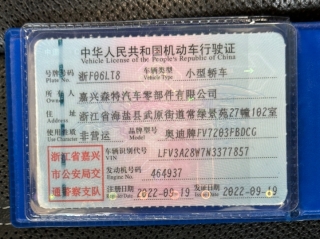 中华人民共和国机动车行驶证
Vehicle License of the People's Republic of China
号牌号码 浙F06LT8 车辆类型 小型轿车
Plate No. Vehicle Type
所有人 嘉兴森特汽车零部件有限公司
Owner
住址 浙江省海盐县武原街道常绿景苑27幢102室
Address
使用性质 非营运 品牌型号 奥迪牌FV7203FBDCG
Use Character Model
浙江省嘉兴
市公安局交
通警察支队
车辆识别代号 LFV3A28W7N3377857
VIN
发动机号码 464937
Engine No.
注册日期 2022-09-19 发证日期 2022-09-19
Register Date Issue Date